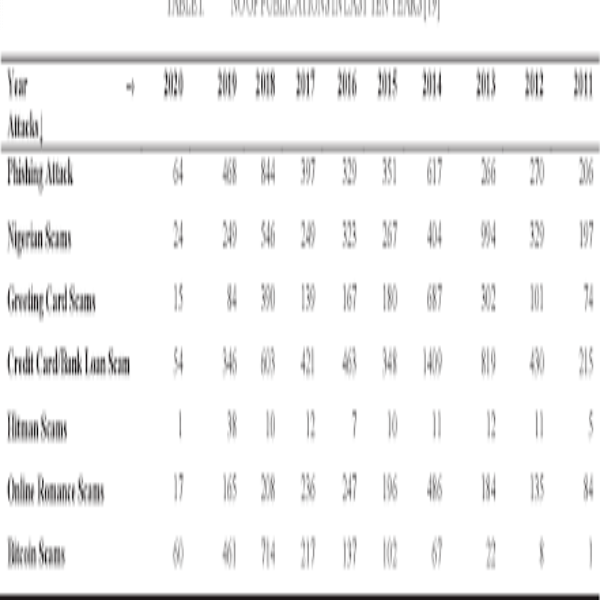 TABLE I. NO OF PUBLICATIONS IN LAST TEN YEARS [19]
Year → 2020 2019 2018 2017 2016 2015 2014 2013 2012 2011
Attacks↓
Phishing Attack 64 468 844 397 329 351 617 266 270 206
Nigerian Scams 24 249 546 249 323 267 404 994 329 197
Greeting Card Scams 15 84 390 139 167 180 687 302 101 74
Credit Card/Bank Loan Scam 54 346 603 421 463 348 1409 819 430 215
Hitman Scams 1 38 10 12 7 10 11 12 11 5
Online Romance Scams 17 165 208 236 247 196 486 184 135 84
Bitcoin Scams 60 461 714 217 137 102 67 22 8 1